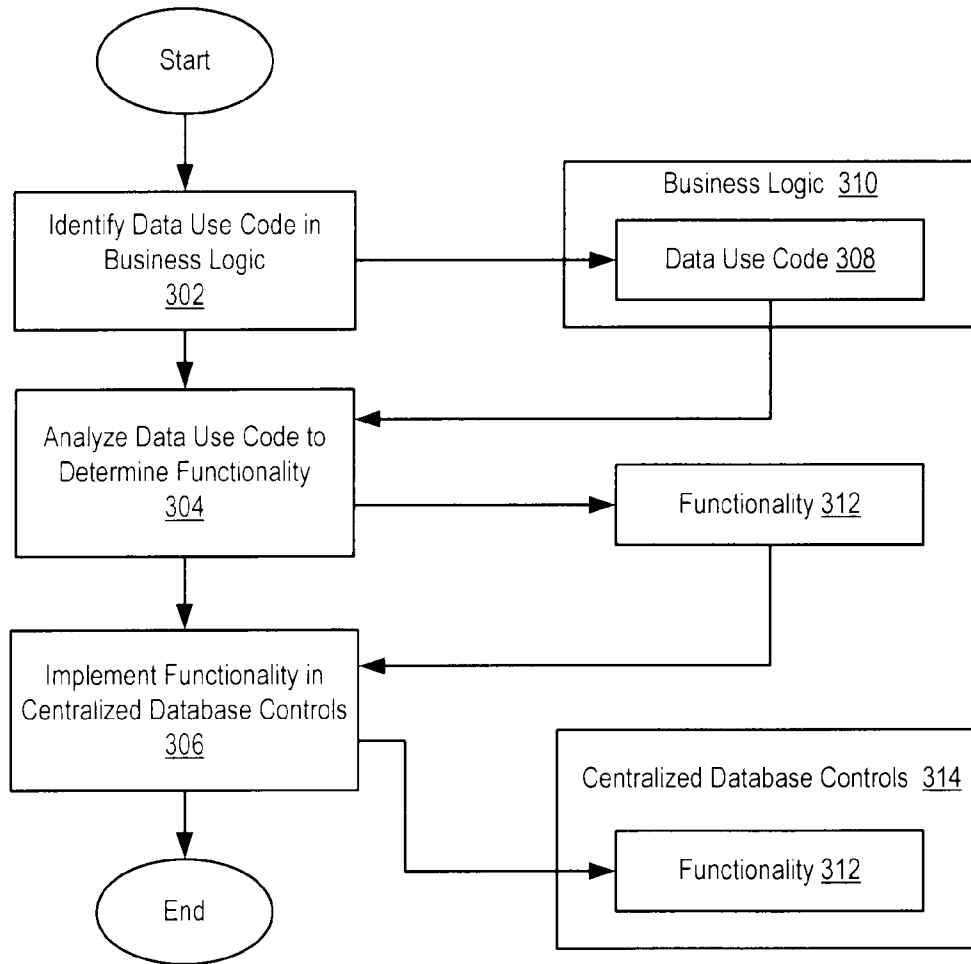 Start
Identify Data Use Code in
Business Logic
302
Business Logic 310
Data Use Code 308
Analyze Data Use Code to
Determine Functionality
304
Functionality 312
Implement Functionality in
Centralized Database Controls
306
Centralized Database Controls 314
Functionality 312
End